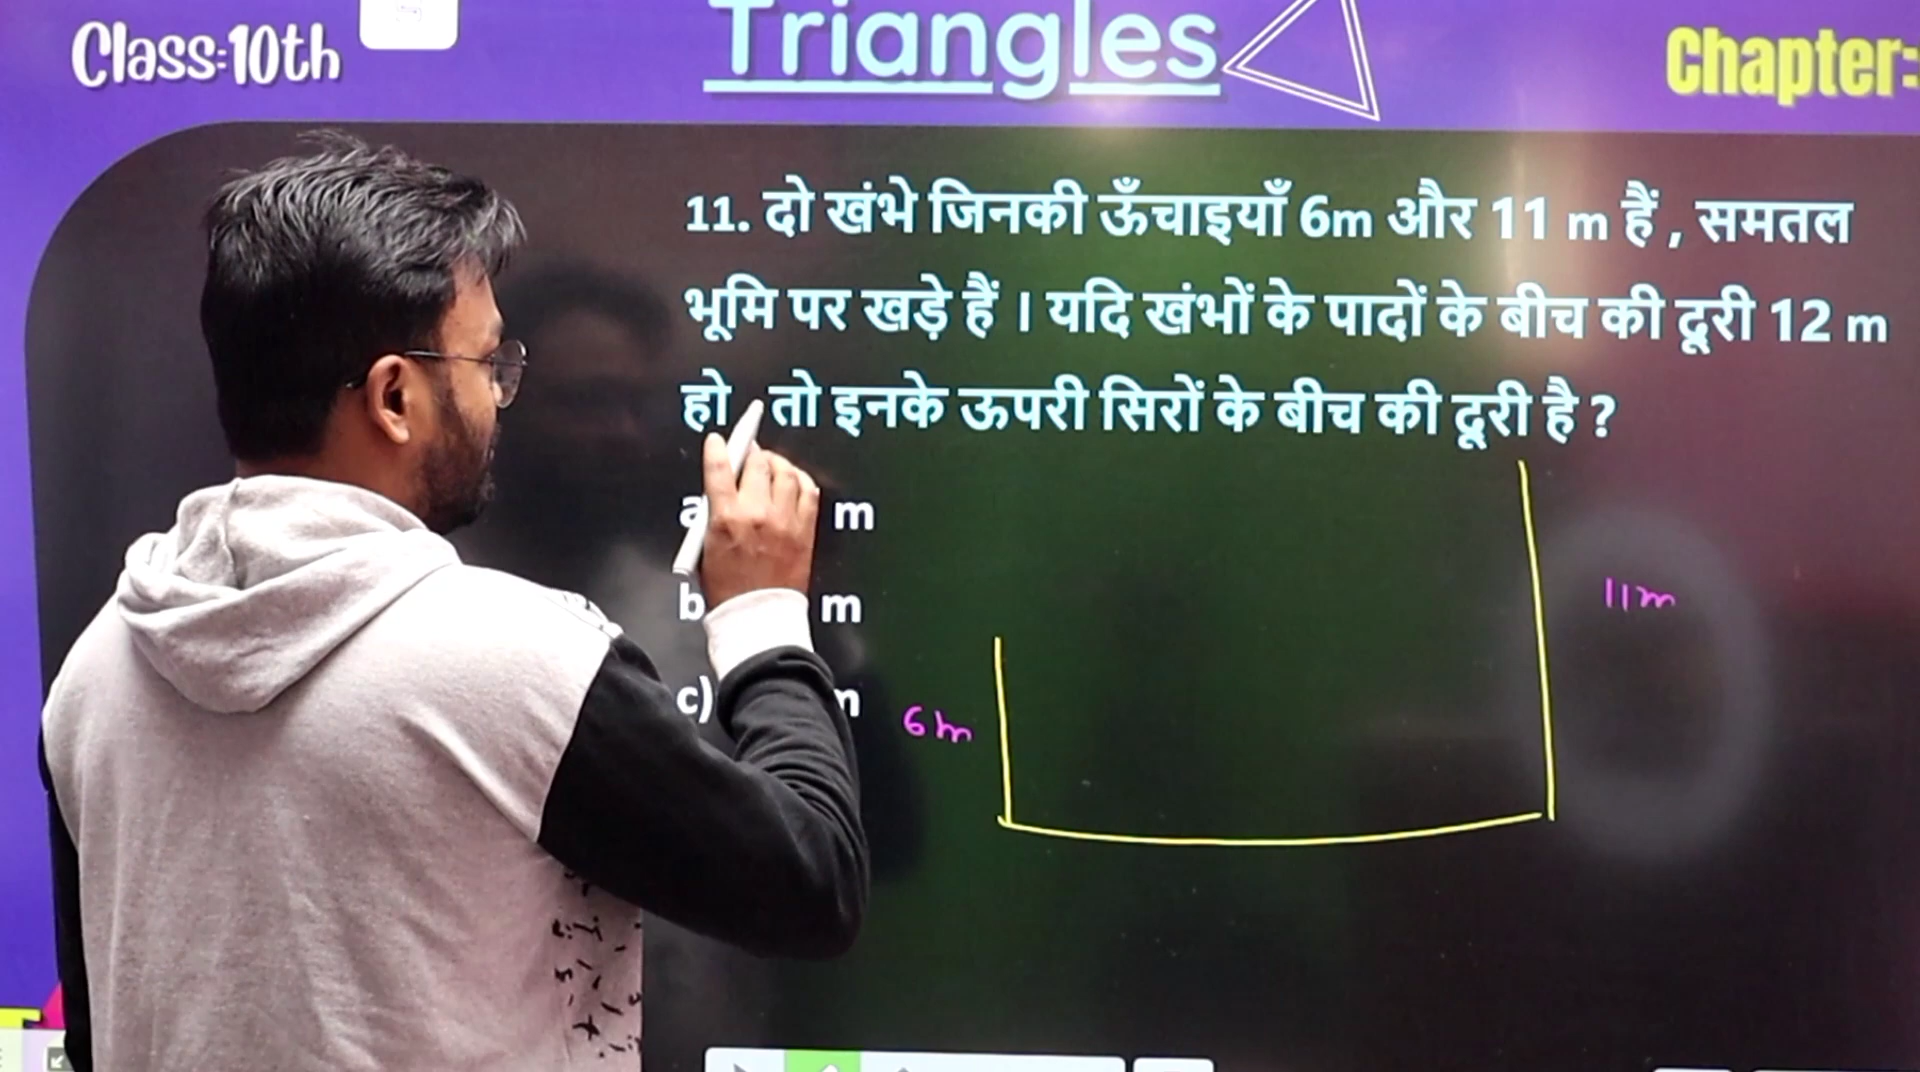 Class:10th
Triangles
Chapter:
11. दो खंभे जिनकी ऊँचाइयाँ 6m और 11 m हैं , समतल
भूमि पर खड़े हैं । यदि खंभों के पादों के बीच की दूरी 12 m
हो तो इनके ऊपरी सिरों के बीच की दूरी है ?
a m
b m
c)
11m
6m